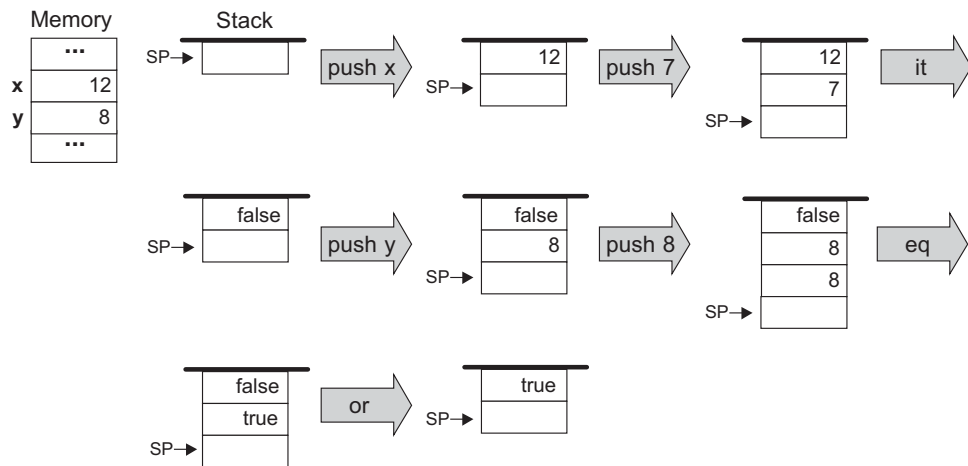 Memory Stack
...
SP
push x
12
SP
push 7
12
7
SP
it
x 12
y 8
...
false
SP
push y
false
8
SP
push 8
false
8
8
SP
eq
false
true
SP
or
true
SP